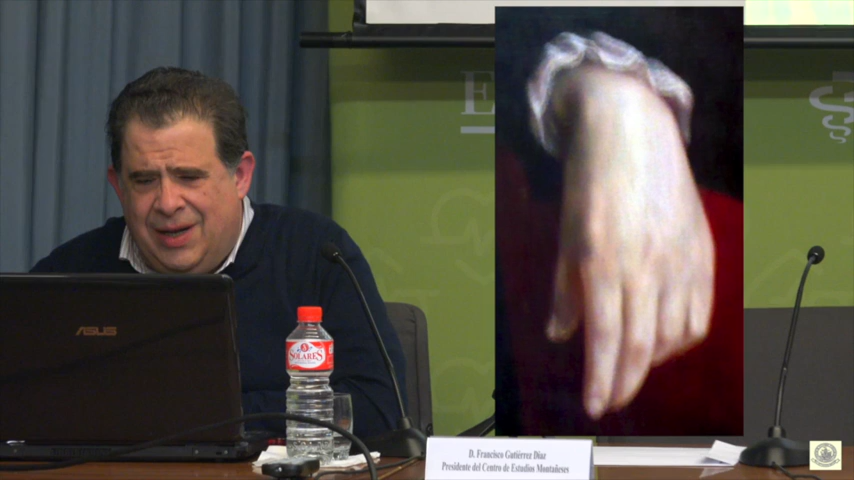 E
ASUS
SOLARES
D. Francisco Gutiérrez Díaz
Presidente del Centro de Estudios Montañeses